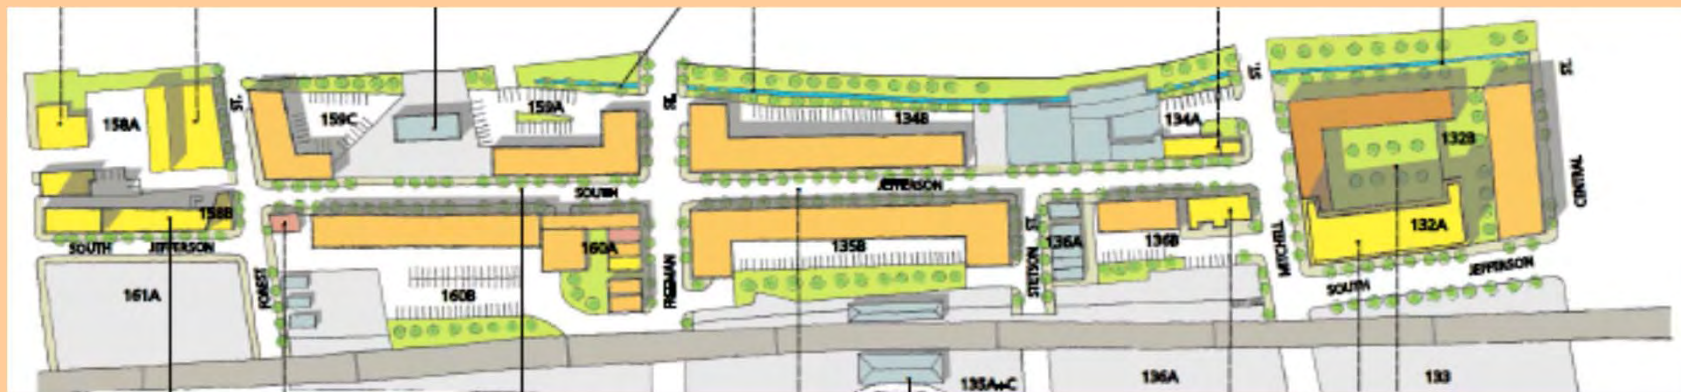 ST.
ST.
ST.
ST.
158A
159C
159A
134B
134A
132B
CENTRAL
SOUTH
JEFFERSON
158B
160A
135B
ST.
136A
136B
132A
SOUTH
JEFFERSON
FOREST
FREEMAN
STETSON
MITCHELL
JEFFERSON
161A
160B
SOUTH
135A+C
136A
133